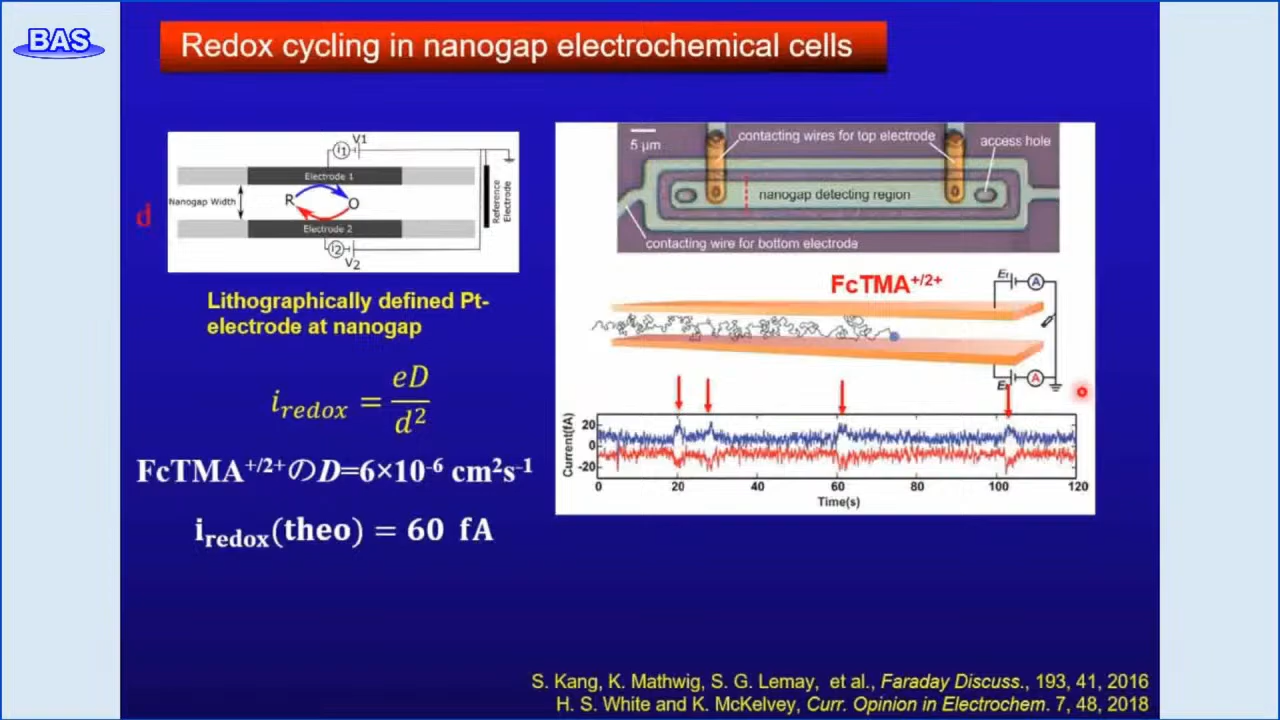 BAS
Redox cycling in nanogap electrochemical cells
V1
i1
Electrode 1
Nanogap Width
d
R
O
Reference
Electrode
Electrode 2
i2
V2
5 µm
contacting wires for top electrode
access hole
nanogap detecting region
contacting wire for bottom electrode
Lithographically defined Pt-
electrode at nanogap
i_redox = eD/d²
FcTMA⁺/²⁺のD=6×10⁻⁶ cm²s⁻¹
i_redox(theo) = 60 fA
FcTMA⁺/²⁺
A
A
Current(fA)
20
0
-20
0 20 40 60 80 100 120
Time(s)
S. Kang, K. Mathwig, S. G. Lemay, et al., Faraday Discuss., 193, 41, 2016
H. S. White and K. McKelvey, Curr. Opinion in Electrochem. 7, 48, 2018